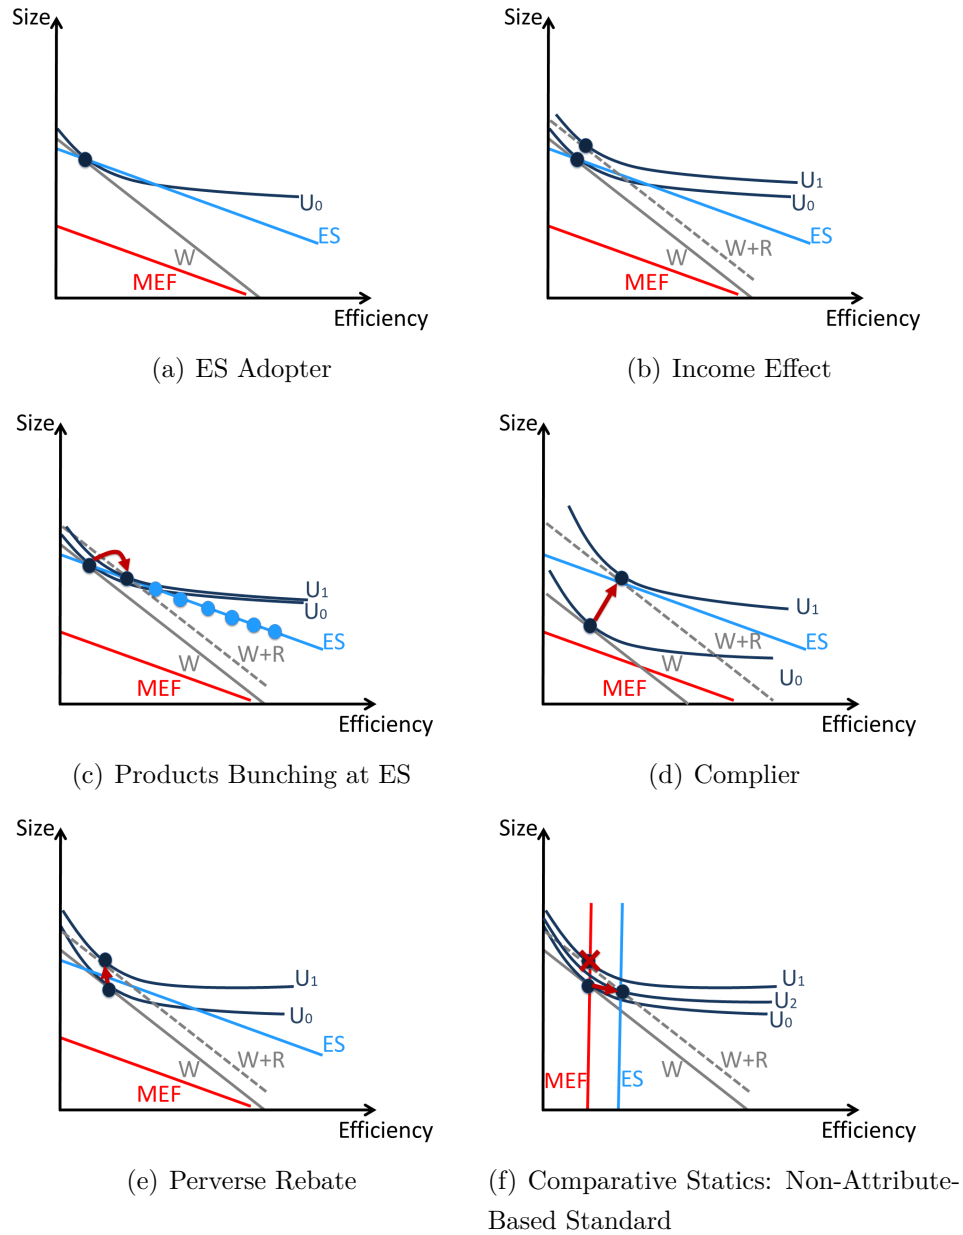 Size
U0
ES
W
MEF
Efficiency
(a) ES Adopter
Size
U1
U0
ES
W+R
W
MEF
Efficiency
(b) Income Effect
Size
U1
U0
ES
W+R
W
MEF
Efficiency
(c) Products Bunching at ES
Size
U1
W+R
ES
W
U0
MEF
Efficiency
(d) Complier
Size
U1
U0
ES
W+R
W
MEF
Efficiency
(e) Perverse Rebate
Size
U1
U2
U0
W+R
W
MEF
ES
Efficiency
(f) Comparative Statics: Non-Attribute-
Based Standard